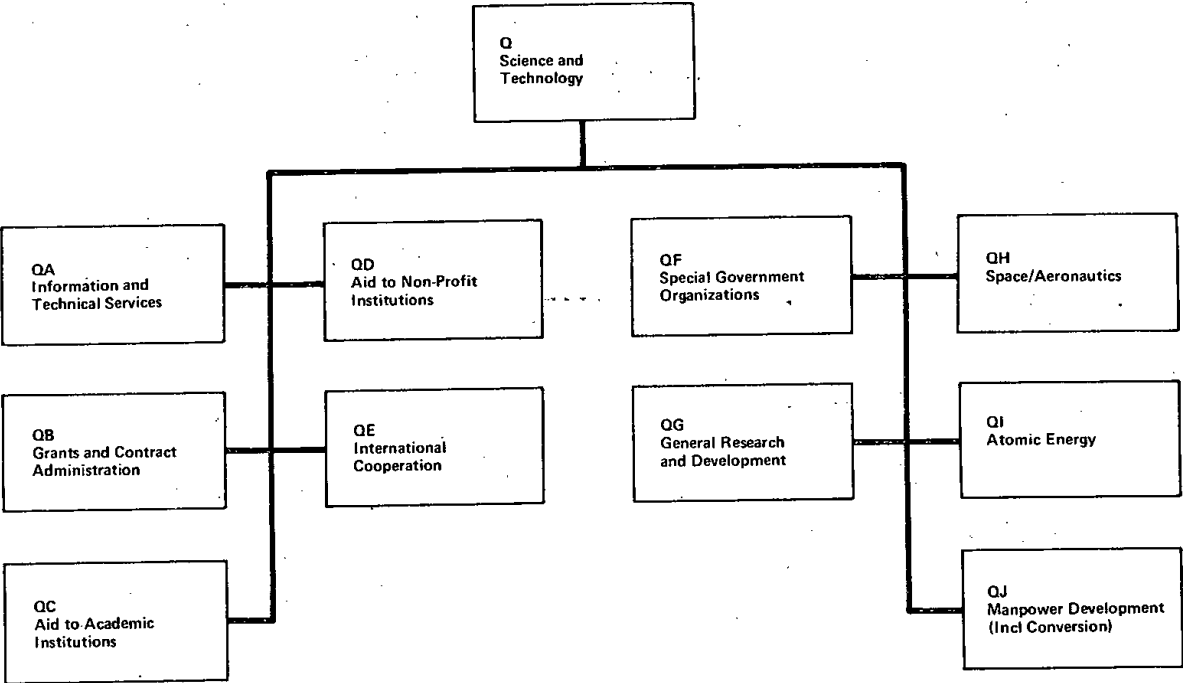 Q
Science and
Technology
QA
Information and
Technical Services
QD
Aid to Non-Profit
Institutions
QF
Special Government
Organizations
QH
Space/Aeronautics
QB
Grants and Contract
Administration
QE
International
Cooperation
QG
General Research
and Development
QI
Atomic Energy
QC
Aid to Academic
Institutions
QJ
Manpower Development
(Incl Conversion)